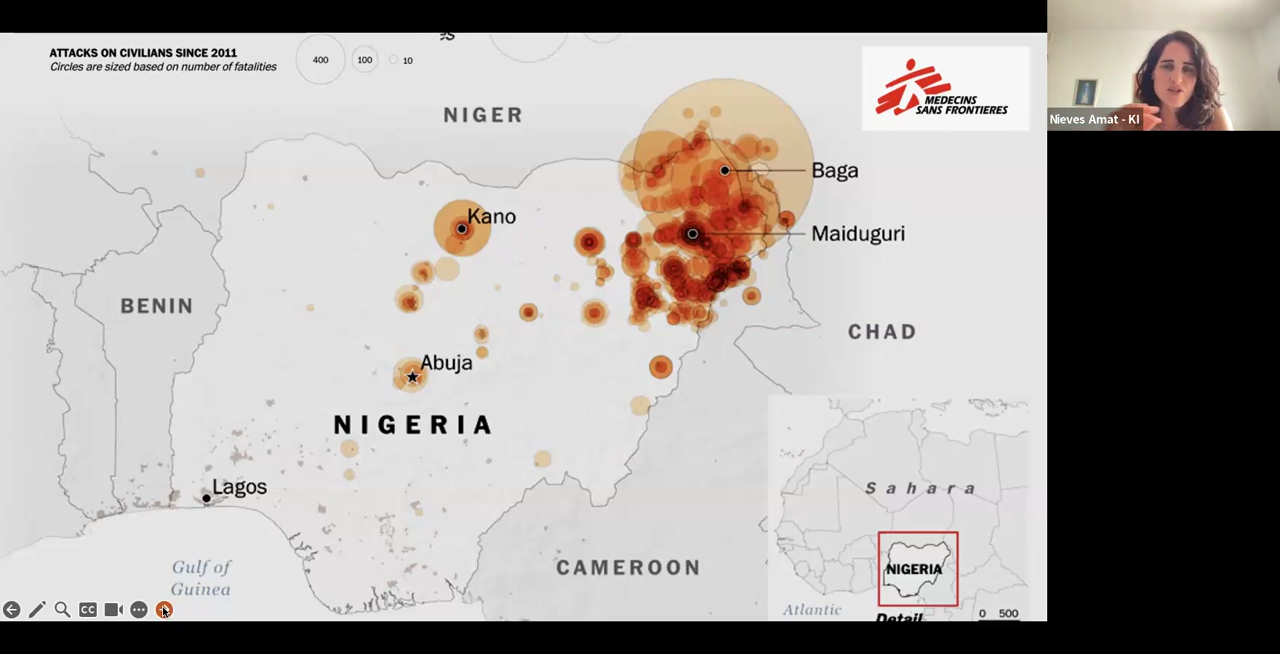 ATTACKS ON CIVILIANS SINCE 2011
Circles are sized based on number of fatalities
400
100
10
NIGER
MEDECINS
SANS FRONTIERES
Nieves Amat - KI
Baga
Kano
Maiduguri
BENIN
CHAD
Abuja
NIGERIA
Lagos
Sahara
CAMEROON
Gulf of
Guinea
NIGERIA
Atlantic
0 500
Detail
CC